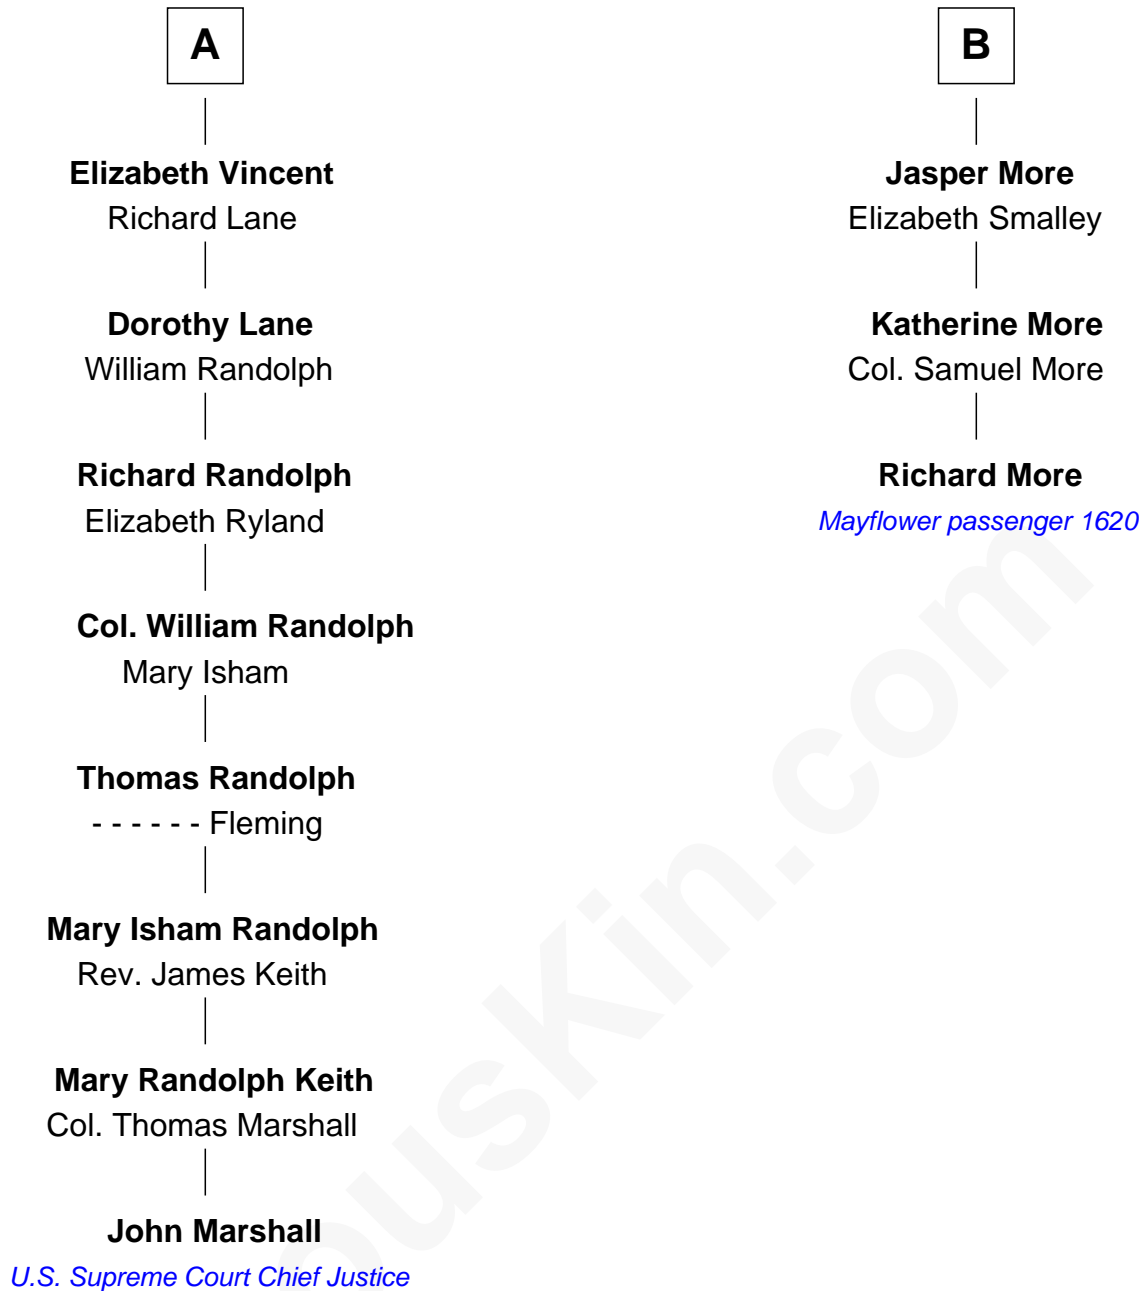 A
Elizabeth Vincent
Richard Lane
Dorothy Lane
William Randolph
Richard Randolph
Elizabeth Ryland
Col. William Randolph
Mary Isham
Thomas Randolph
- - - - - - Fleming
Mary Isham Randolph
Rev. James Keith
Mary Randolph Keith
Col. Thomas Marshall
John Marshall
U.S. Supreme Court Chief Justice
B
Jasper More
Elizabeth Smalley
Katherine More
Col. Samuel More
Richard More
Mayflower passenger 1620
ousKin.com